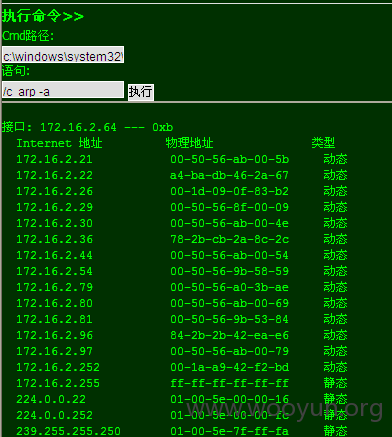 执行命令>>
Cmd路径:
c:\windows\system32\
语句:
/c arp -a 执行
接口: 172.16.2.64 --- 0xb
Internet 地址 物理地址 类型
172.16.2.21 00-50-56-ab-00-5b 动态
172.16.2.22 a4-ba-db-46-2a-67 动态
172.16.2.26 00-1d-09-0f-83-b2 动态
172.16.2.29 00-50-56-8f-00-09 动态
172.16.2.30 00-50-56-ab-00-4e 动态
172.16.2.36 78-2b-cb-2a-8c-2c 动态
172.16.2.44 00-50-56-ab-00-54 动态
172.16.2.54 00-50-56-9b-58-59 动态
172.16.2.79 00-50-56-a0-3b-ae 动态
172.16.2.80 00-50-56-ab-00-69 动态
172.16.2.81 00-50-56-9b-53-84 动态
172.16.2.96 84-2b-2b-42-ea-e6 动态
172.16.2.97 00-50-56-ab-00-79 动态
172.16.2.252 00-1a-a9-42-f2-bd 动态
172.16.2.255 ff-ff-ff-ff-ff-ff 静态
224.0.0.22 01-00-5e-00-00-16 静态
224.0.0.252 01-00-5e-00-00-fc 静态
239.255.255.250 01-00-5e-7f-ff-fa 静态
www.wooyun.org